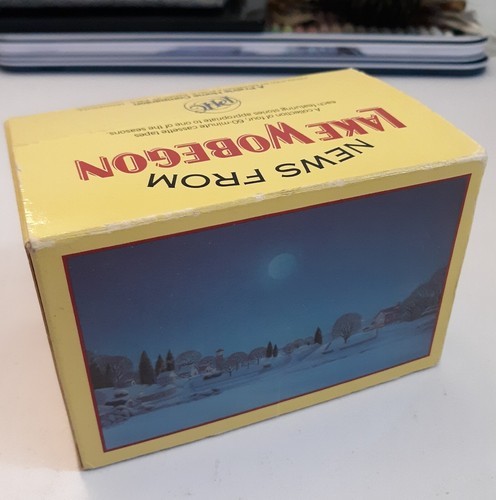 NEWS FROM
LAKE WOBEGON
A collection of four 60-minute cassette tapes
each featuring stories appropriate to one of the seasons.
PHC